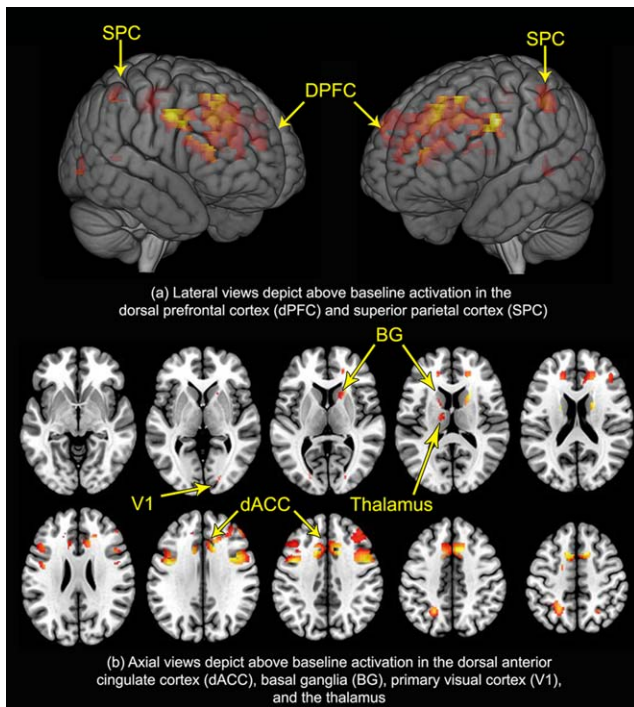 SPC
SPC
DPFC
(a) Lateral views depict above baseline activation in the
dorsal prefrontal cortex (dPFC) and superior parietal cortex (SPC)
BG
V1
dACC
Thalamus
(b) Axial views depict above baseline activation in the dorsal anterior
cingulate cortex (dACC), basal ganglia (BG), primary visual cortex (V1),
and the thalamus